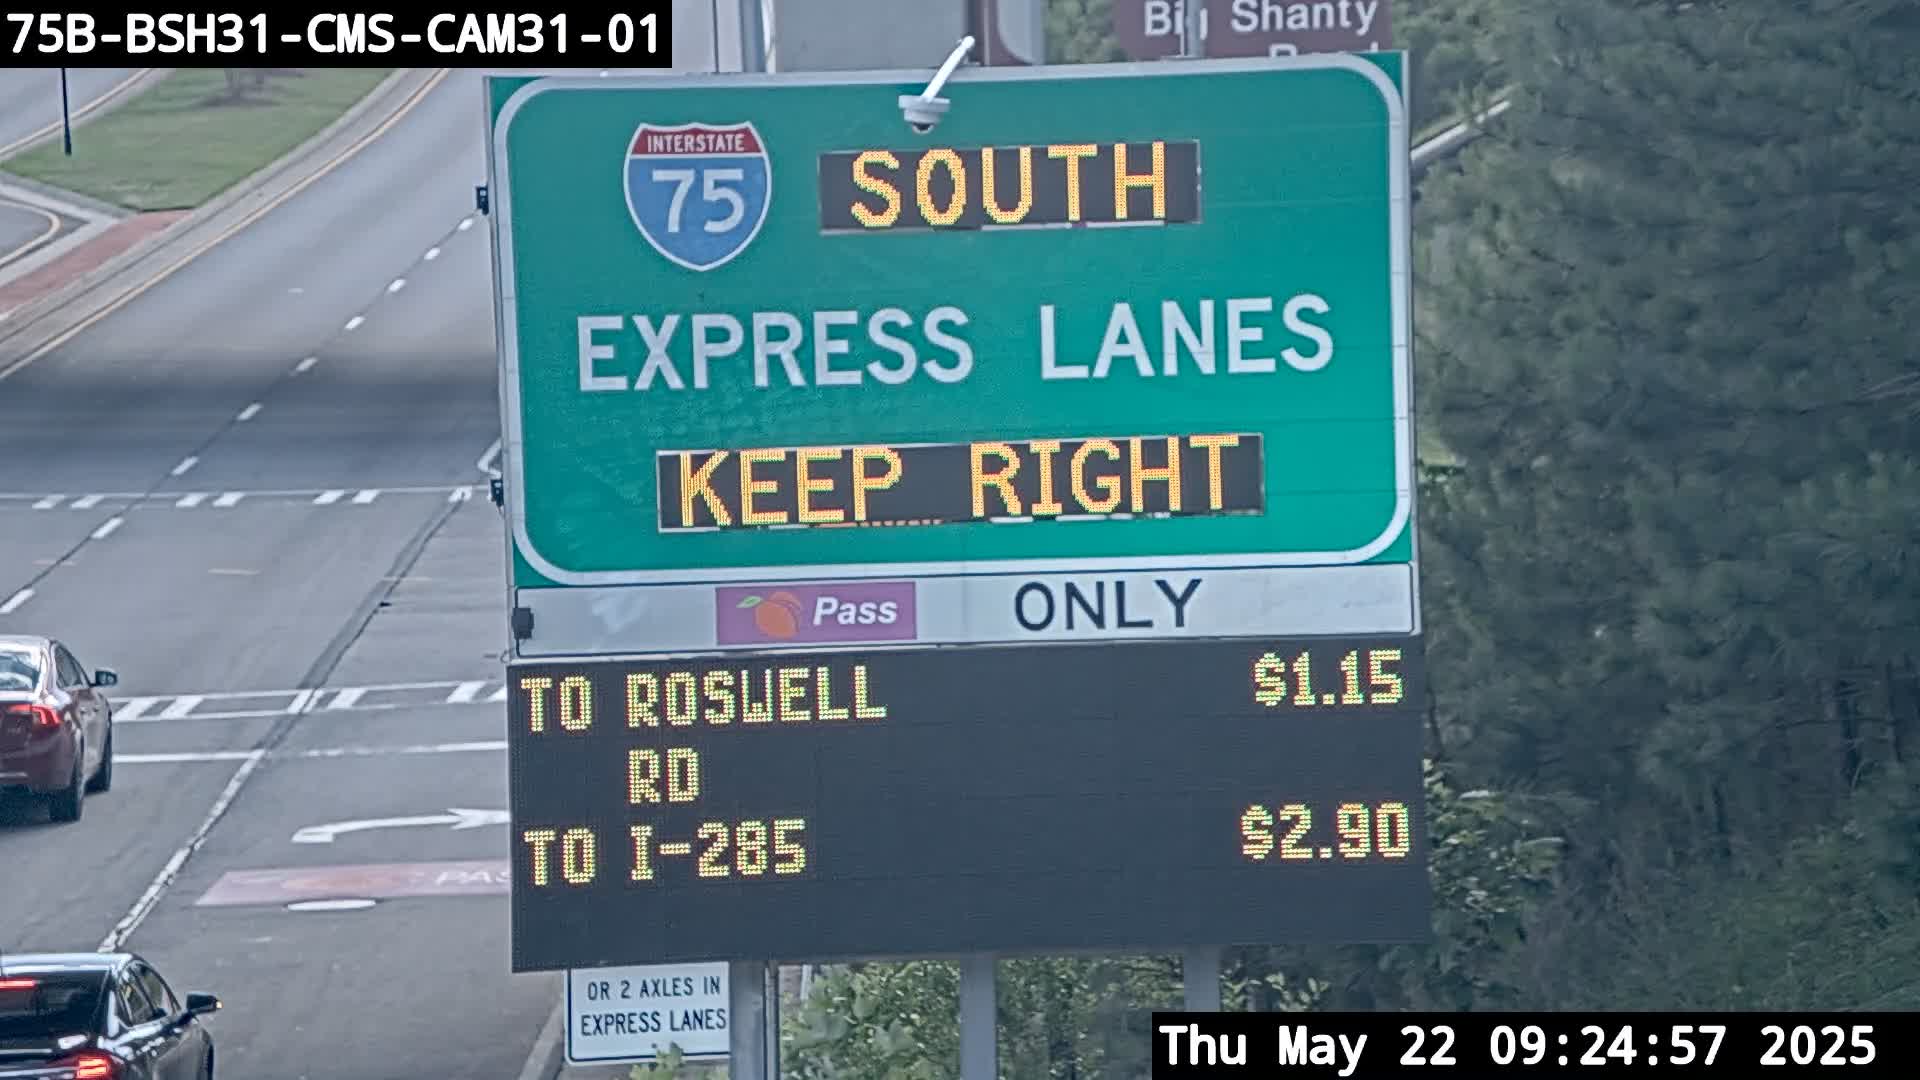 75B-BSH31-CMS-CAM31-01
Big Shanty
Road
INTERSTATE
75
SOUTH
EXPRESS LANES
KEEP RIGHT
Pass ONLY
TO ROSWELL $1.15
RD
TO I-285 $2.90
PAS
OR 2 AXLES IN
EXPRESS LANES
Thu May 22 09:24:57 2025